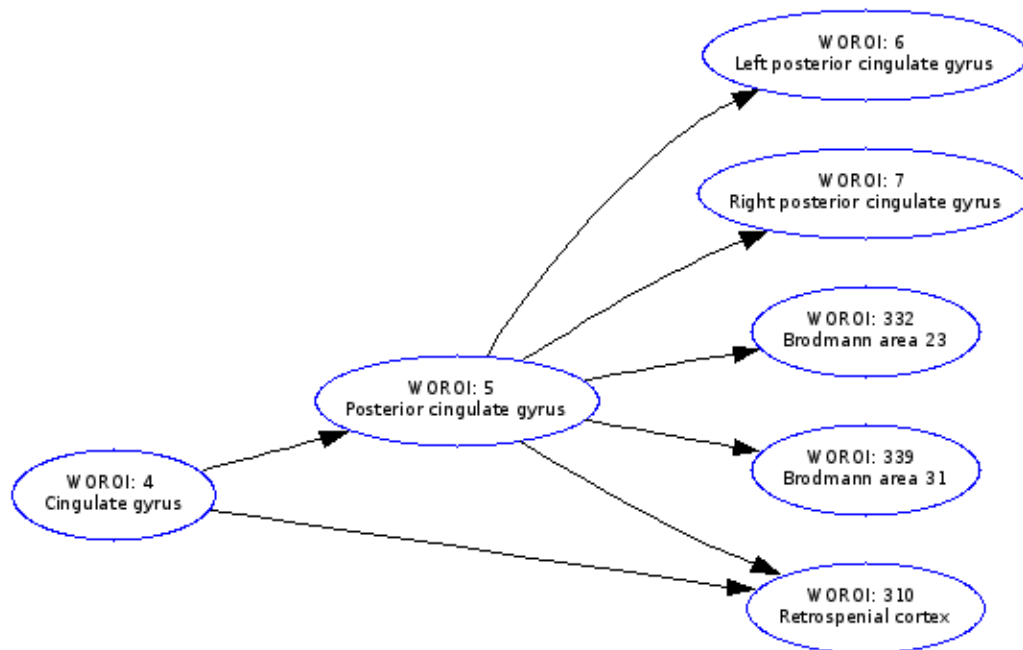 WOROI: 6
Left posterior cingulate gyrus
WOROI: 7
Right posterior cingulate gyrus
WOROI: 332
Brodmann area 23
WOROI: 5
Posterior cingulate gyrus
WOROI: 339
Brodmann area 31
WOROI: 4
Cingulate gyrus
WOROI: 310
Retrospenial cortex